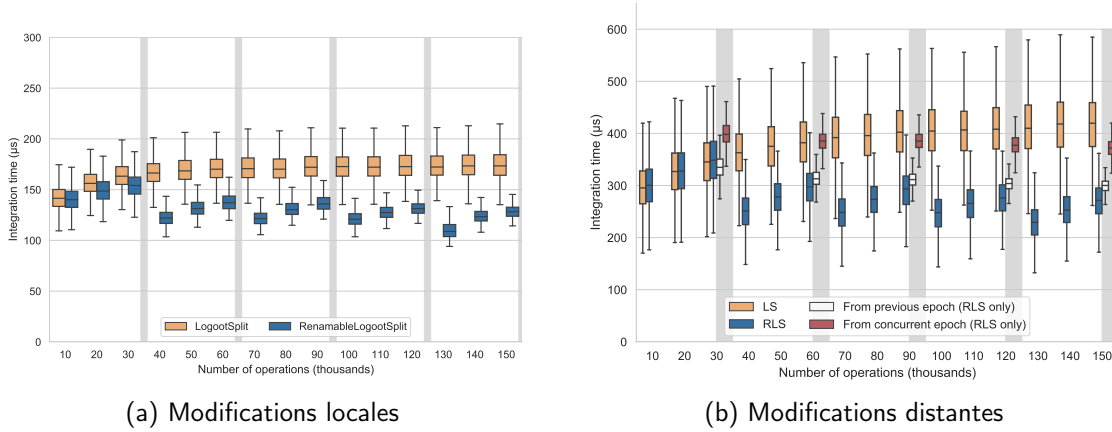 300
250
200
150
100
50
0
Integration time (µs)
10 20 30 40 50 60 70 80 90 100 110 120 130 140 150
Number of operations (thousands)
LogootSplit
RenamableLogootSplit
(a) Modifications locales
600
500
400
300
200
100
0
Integration time (µs)
10 20 30 40 50 60 70 80 90 100 110 120 130 140 150
Number of operations (thousands)
LS
RLS
From previous epoch (RLS only)
From concurrent epoch (RLS only)
(b) Modifications distantes